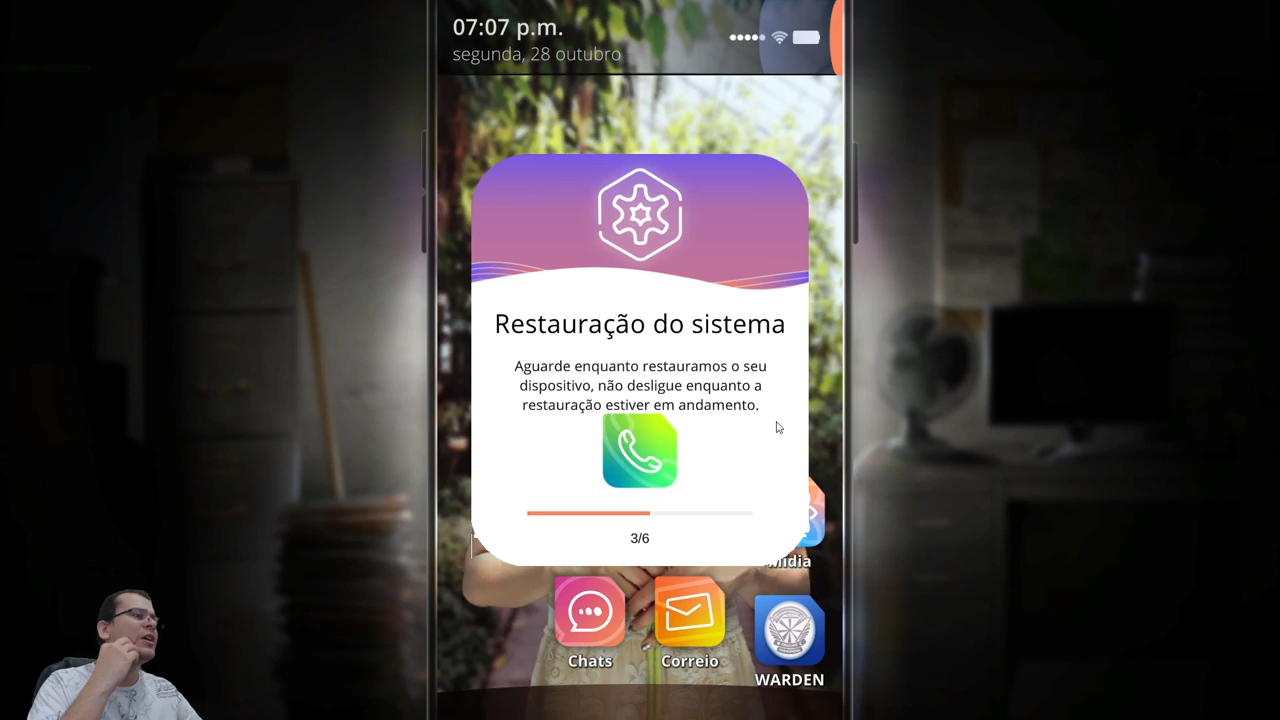 07:07 p.m.
segunda, 28 outubro
Restauração do sistema
Aguarde enquanto restauramos o seu
dispositivo, não desligue enquanto a
restauração estiver em andamento.
3/6
Mídia
Chats
Correio
WARDEN